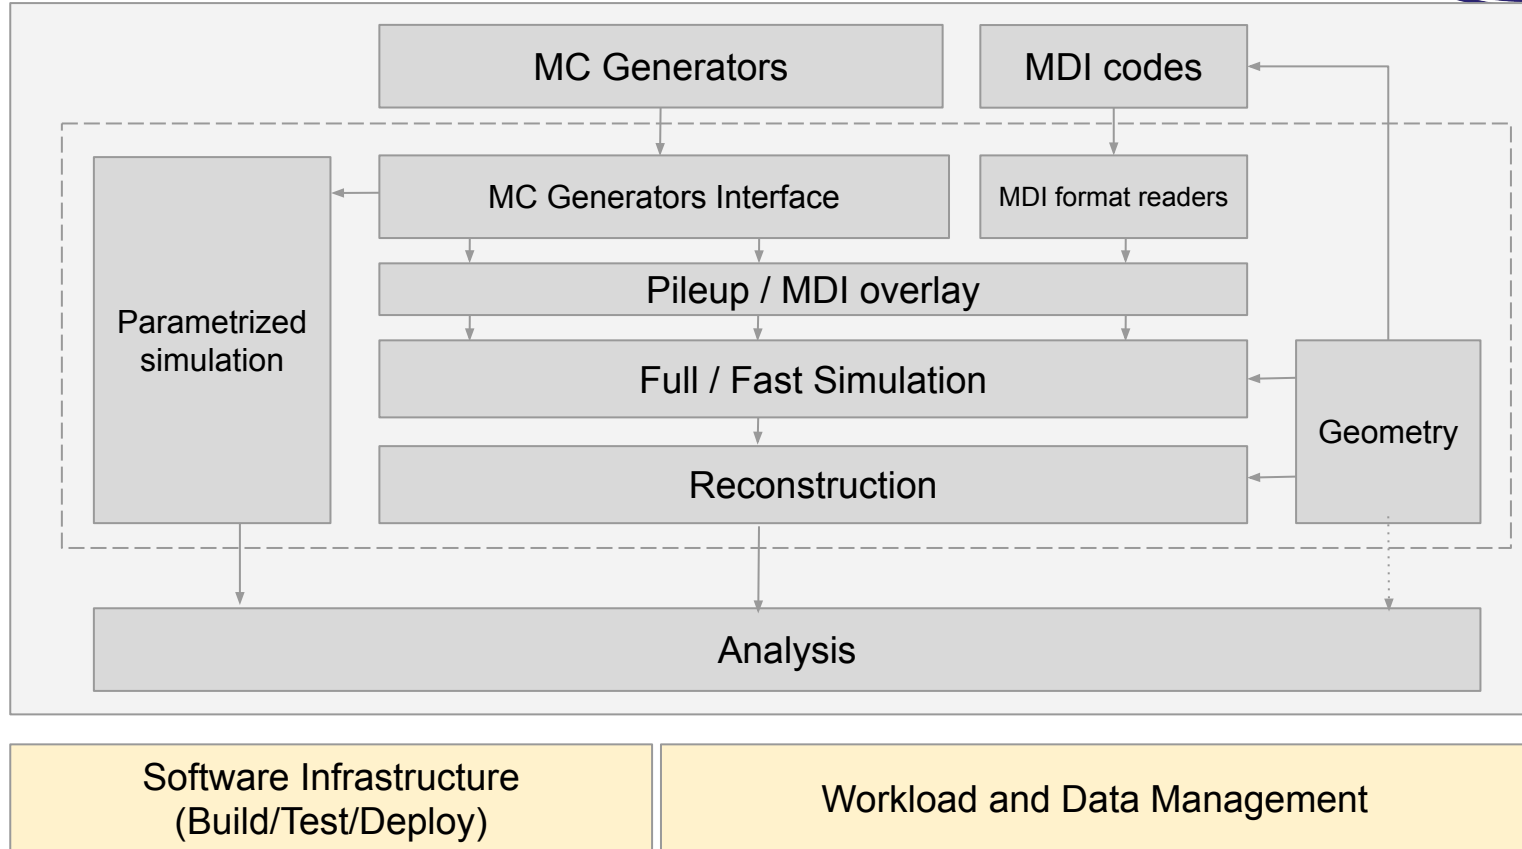 MC Generators
MDI codes
MC Generators Interface
MDI format readers
Pileup / MDI overlay
Parametrized
simulation
Full / Fast Simulation
Geometry
Reconstruction
Analysis
Software Infrastructure
(Build/Test/Deploy)
Workload and Data Management